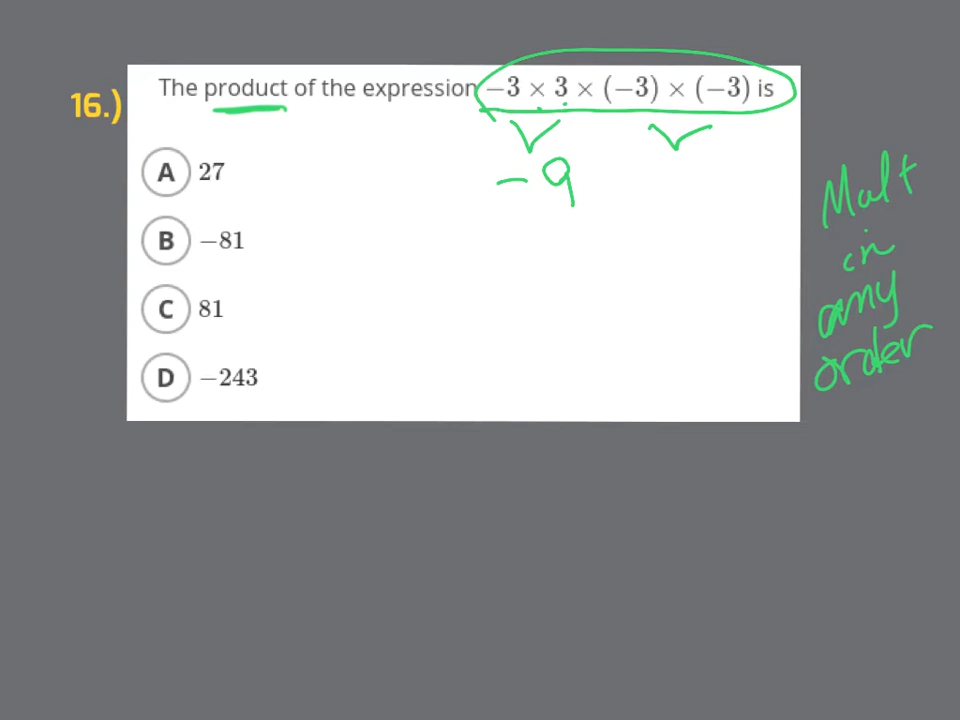 16.) The product of the expression −3 × 3 × (−3) × (−3) is
A 27
B −81
C 81
D −243
−9
Mult
in
any
order